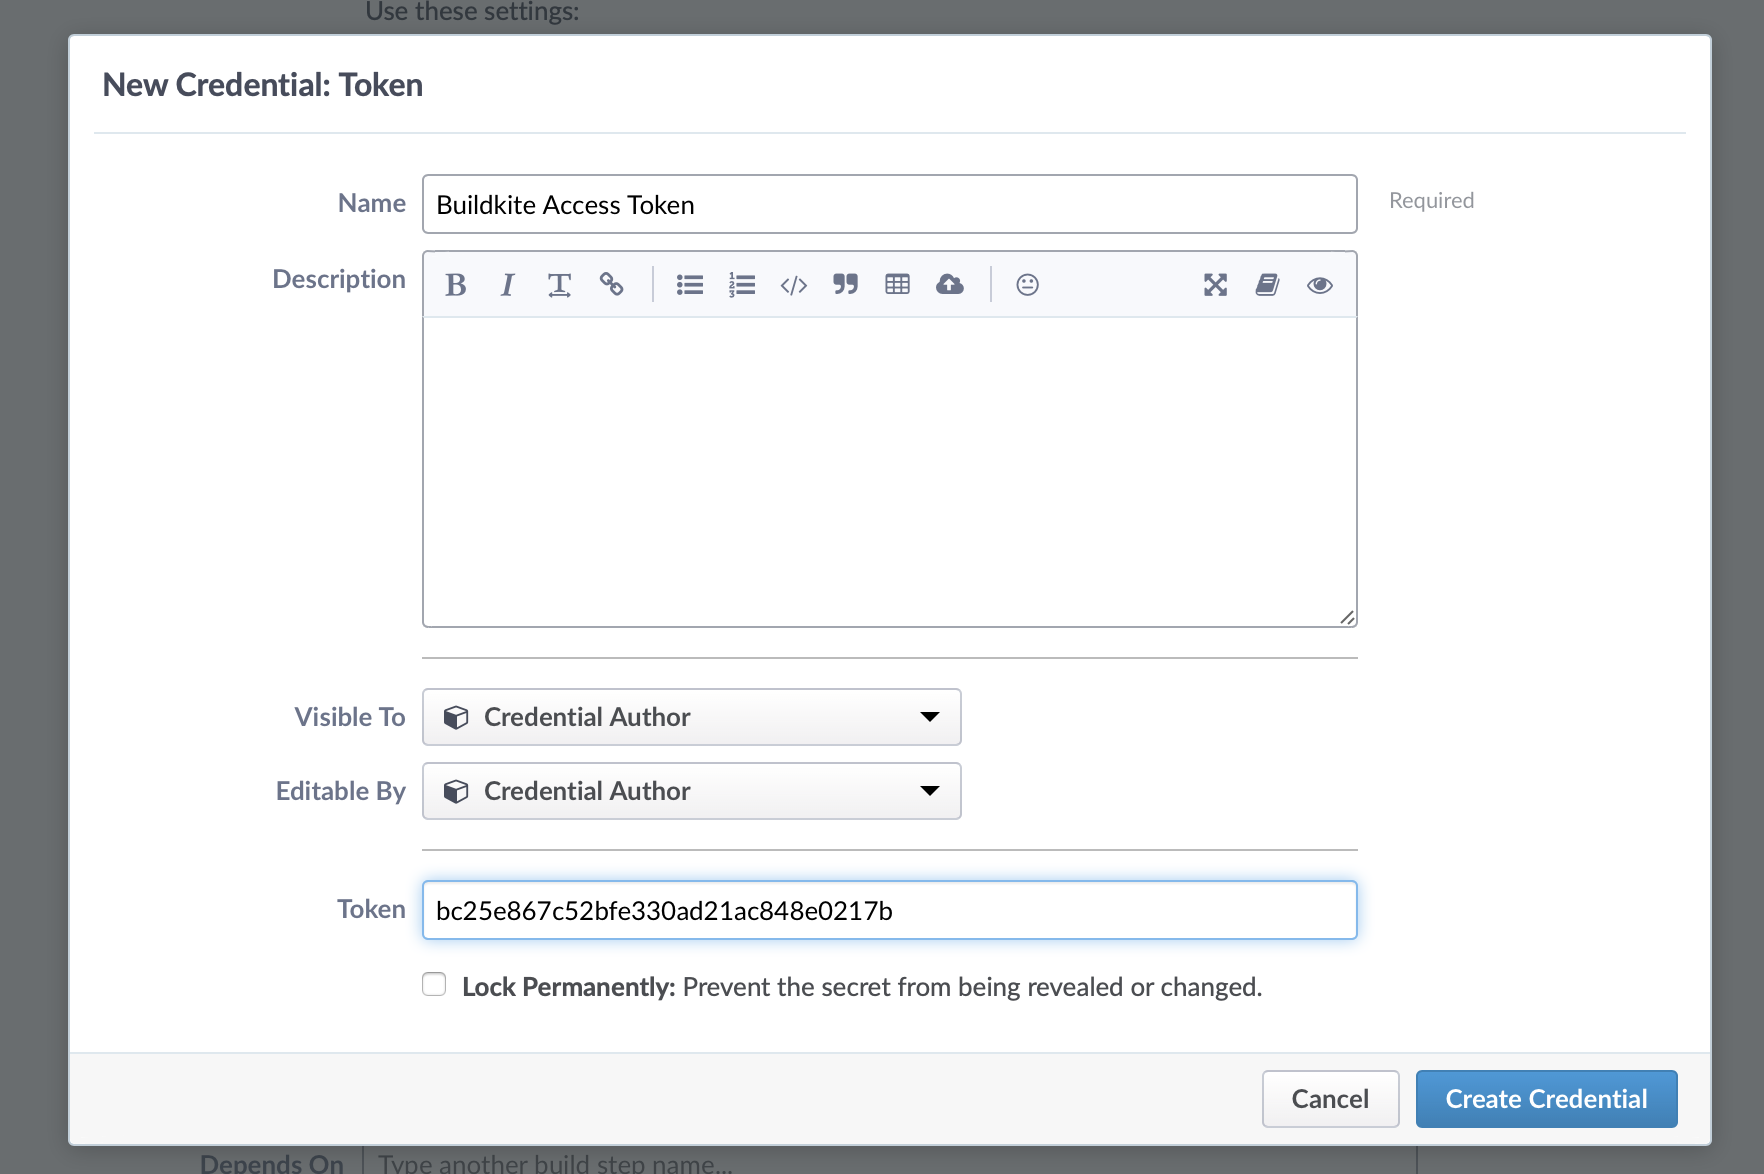 Use these settings:
New Credential: Token
Name
Buildkite Access Token
Required
Description
Visible To
Credential Author
Editable By
Credential Author
Token
bc25e867c52bfe330ad21ac848e0217b
Lock Permanently: Prevent the secret from being revealed or changed.
Cancel
Create Credential
Depends On
Type another build step name...